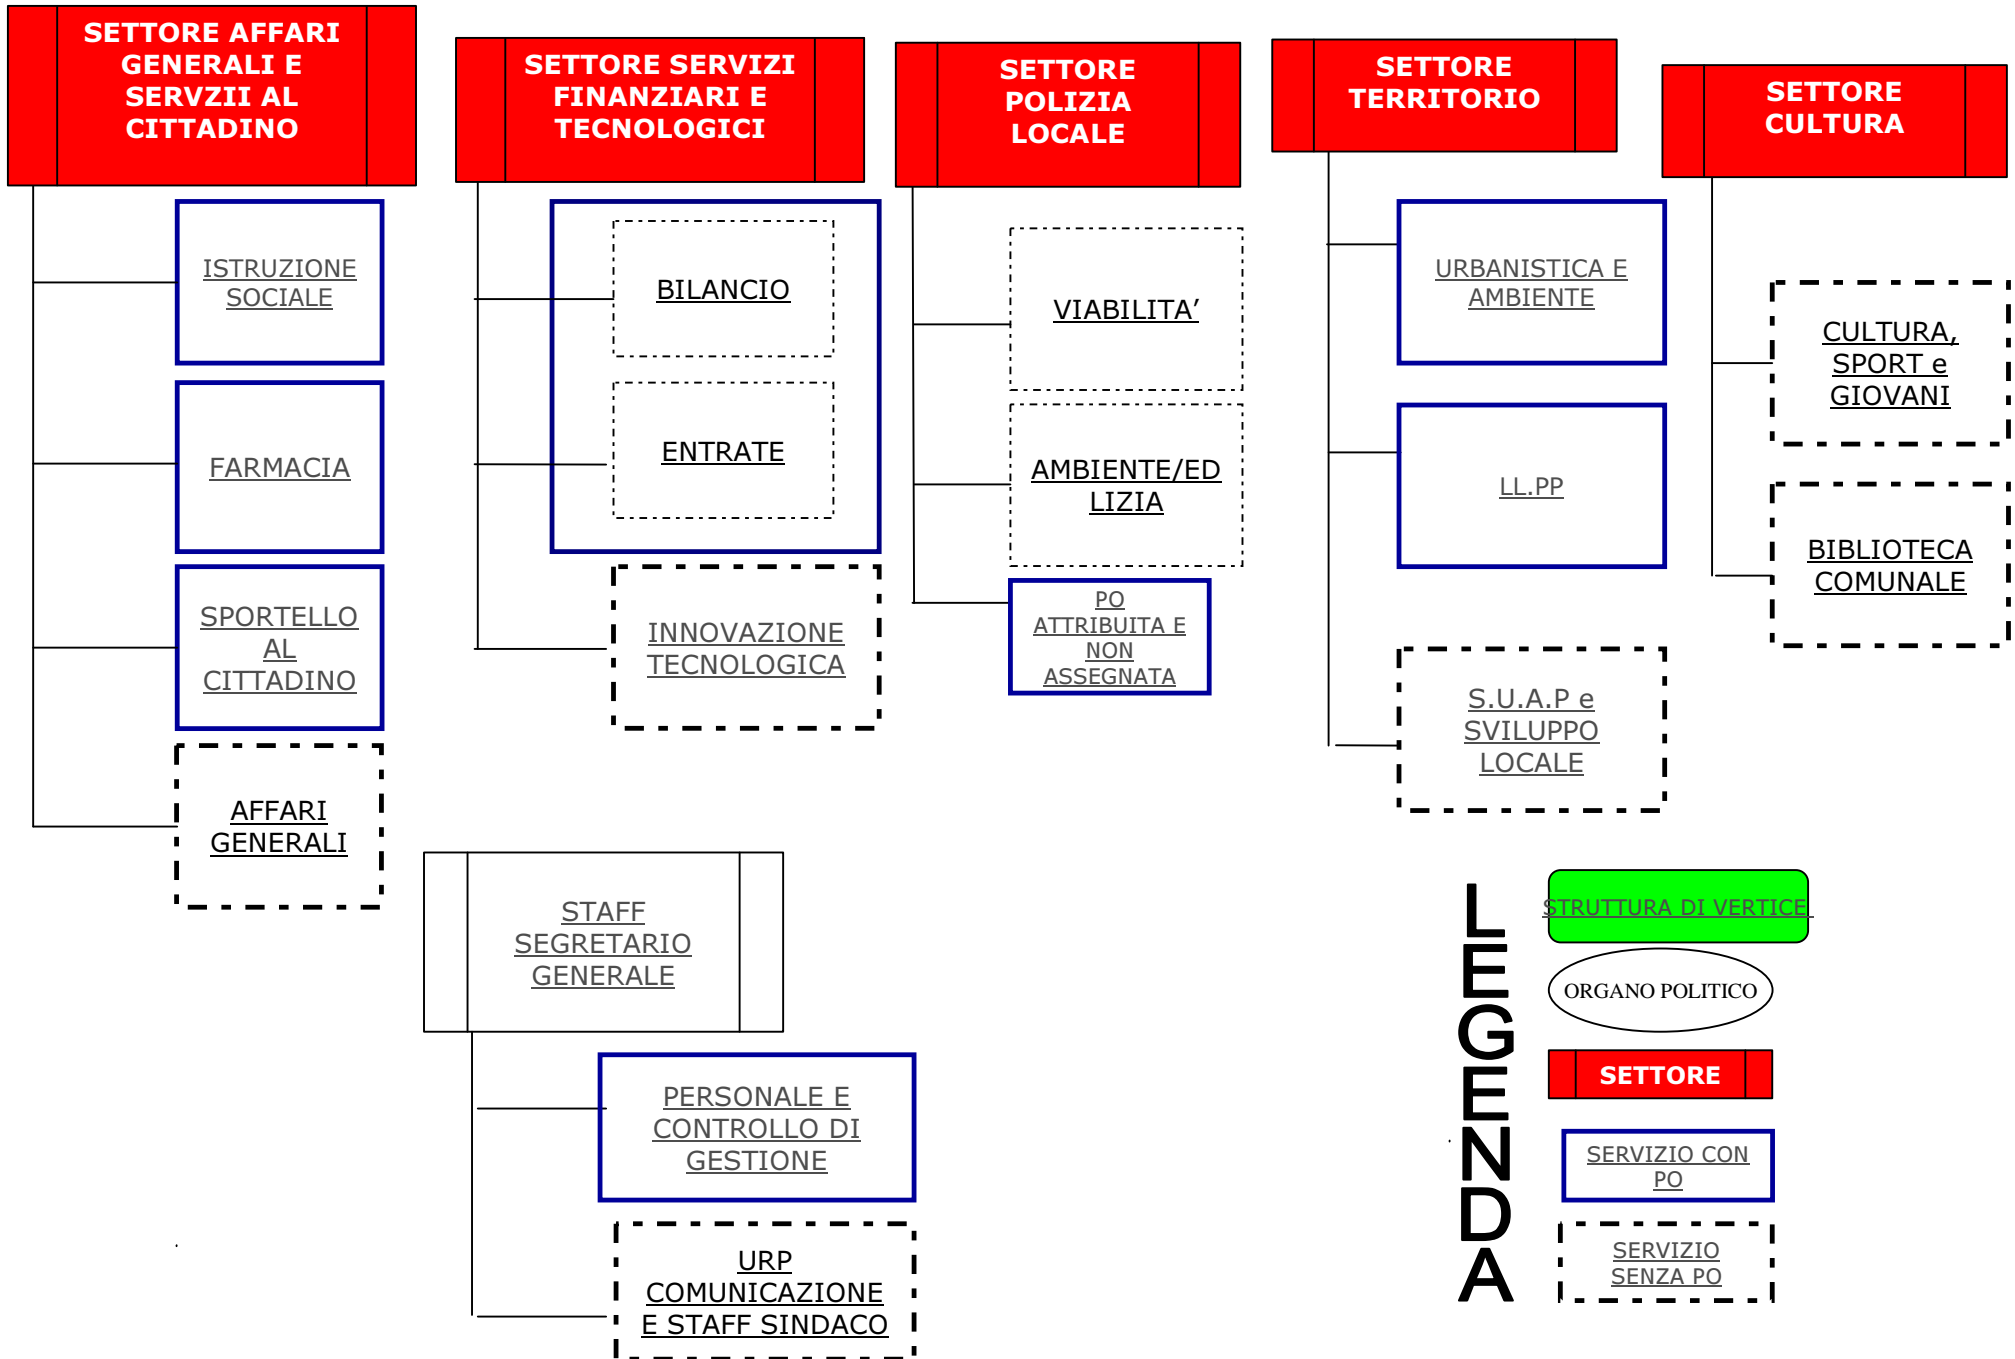 SETTORE AFFARI
GENERALI E
SERVZII AL
CITTADINO
SETTORE SERVIZI
FINANZIARI E
TECNOLOGICI
SETTORE
POLIZIA
LOCALE
SETTORE
TERRITORIO
SETTORE
CULTURA
ISTRUZIONE
SOCIALE
FARMACIA
SPORTELLO
AL
CITTADINO
AFFARI
GENERALI
BILANCIO
ENTRATE
INNOVAZIONE
TECNOLOGICA
VIABILITA’
AMBIENTE/ED
LIZIA
PO
ATTRIBUITA E
NON
ASSEGNATA
URBANISTICA E
AMBIENTE
LL.PP
S.U.A.P e
SVILUPPO
LOCALE
CULTURA,
SPORT e
GIOVANI
BIBLIOTECA
COMUNALE
STAFF
SEGRETARIO
GENERALE
PERSONALE E
CONTROLLO DI
GESTIONE
URP
COMUNICAZIONE
E STAFF SINDACO
LEGENDA
STRUTTURA DI VERTICE
ORGANO POLITICO
SETTORE
SERVIZIO CON
PO
SERVIZIO
SENZA PO